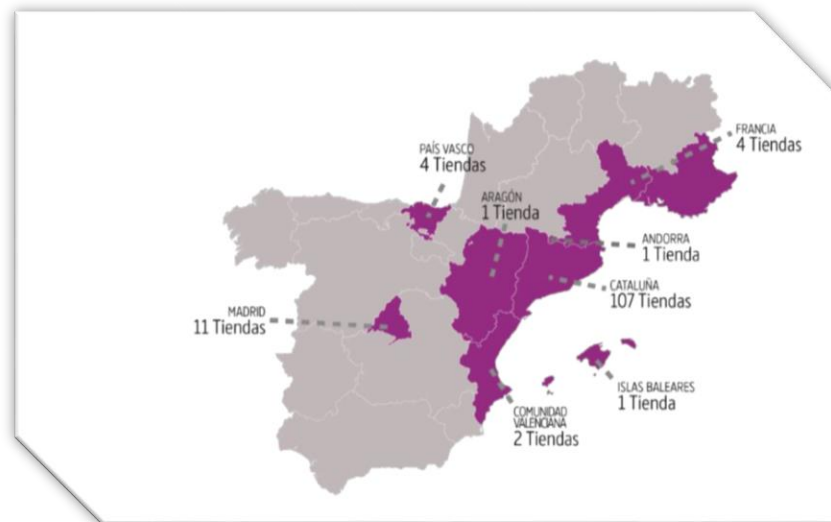 FRANCIA
4 Tiendas
PAÍS VASCO
4 Tiendas
ARAGÓN
1 Tienda
ANDORRA
1 Tienda
CATALUÑA
107 Tiendas
MADRID
11 Tiendas
ISLAS BALEARES
1 Tienda
COMUNIDAD
VALENCIANA
2 Tiendas